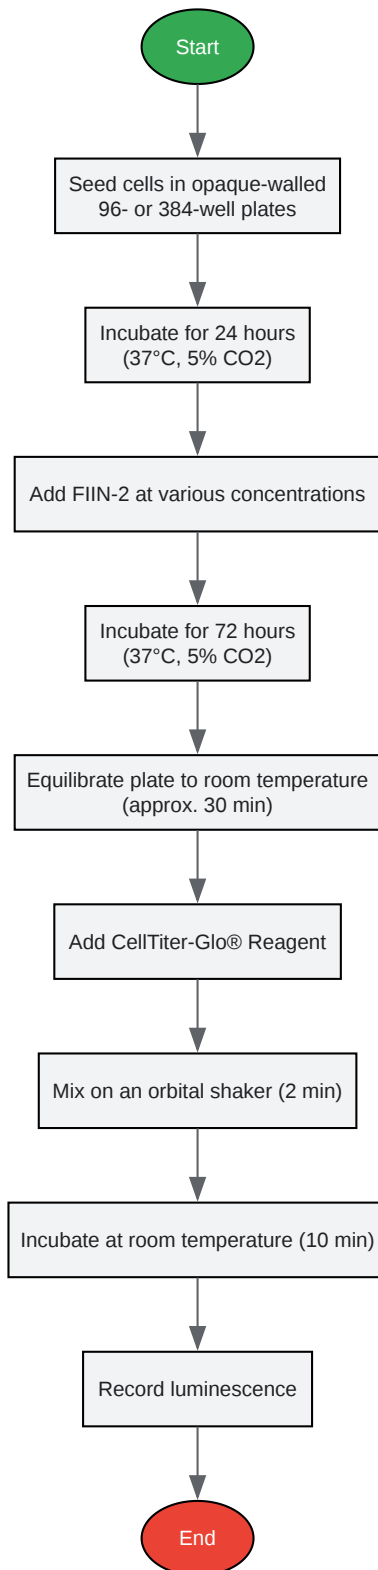 Start
Seed cells in opaque-walled
96- or 384-well plates
Incubate for 24 hours
(37°C, 5% CO2)
Add FIIN-2 at various concentrations
Incubate for 72 hours
(37°C, 5% CO2)
Equilibrate plate to room temperature
(approx. 30 min)
Add CellTiter-Glo® Reagent
Mix on an orbital shaker (2 min)
Incubate at room temperature (10 min)
Record luminescence
End